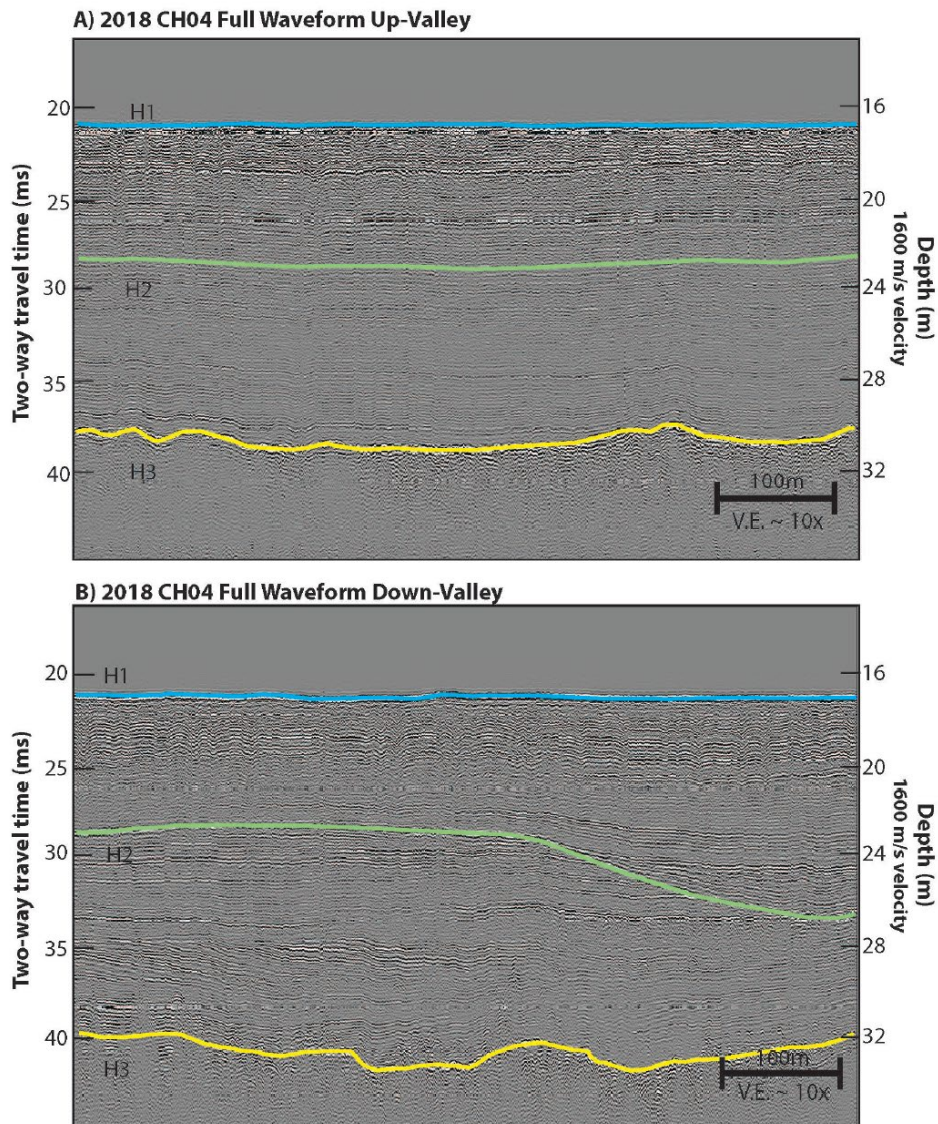 A) 2018 CH04 Full Waveform Up-Valley
H1
20
16
25
20
H2
30
24
35
28
H3
40
32
100m
V.E. ~ 10x
Two-way travel time (ms)
Depth (m)
1600 m/s velocity
B) 2018 CH04 Full Waveform Down-Valley
H1
20
16
25
20
H2
30
24
35
28
40
32
H3
100m
V.E. ~ 10x
Two-way travel time (ms)
Depth (m)
1600 m/s velocity